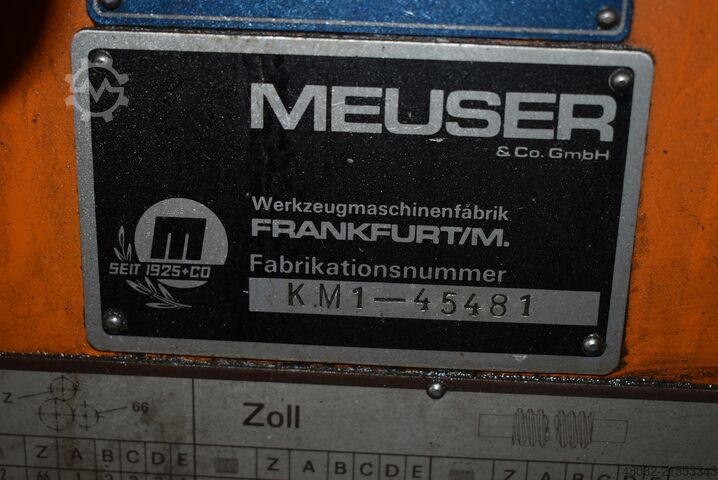 MEUSER
& Co. GmbH
Werkzeugmaschinenfabrik
FRANKFURT/M.
m
SEIT 1925+CO
Fabrikationsnummer
KM1-45481
Z
66
Zoll
Z A B C D E
Z A B C D E
Z A B C D E